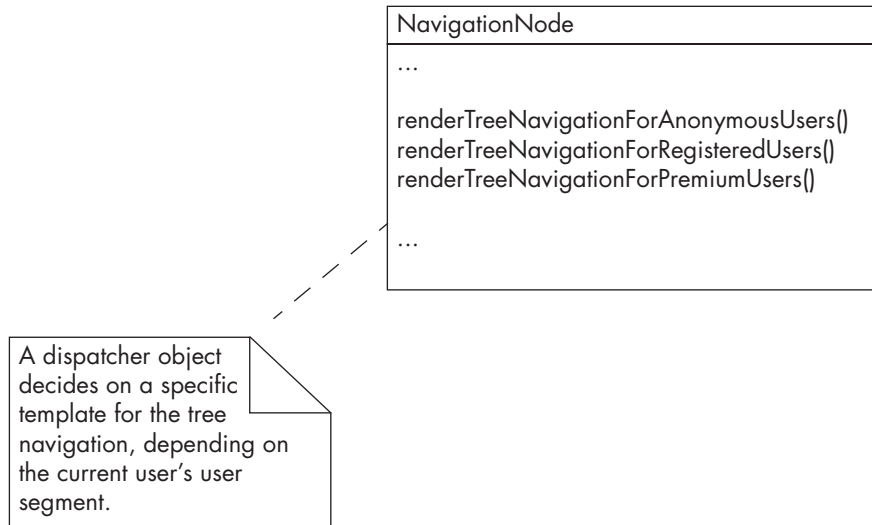 NavigationNode
...
renderTreeNavigationForAnonymousUsers()
renderTreeNavigationForRegisteredUsers()
renderTreeNavigationForPremiumUsers()
...
A dispatcher object
decides on a specific
template for the tree
navigation, depending on
the current user’s user
segment.